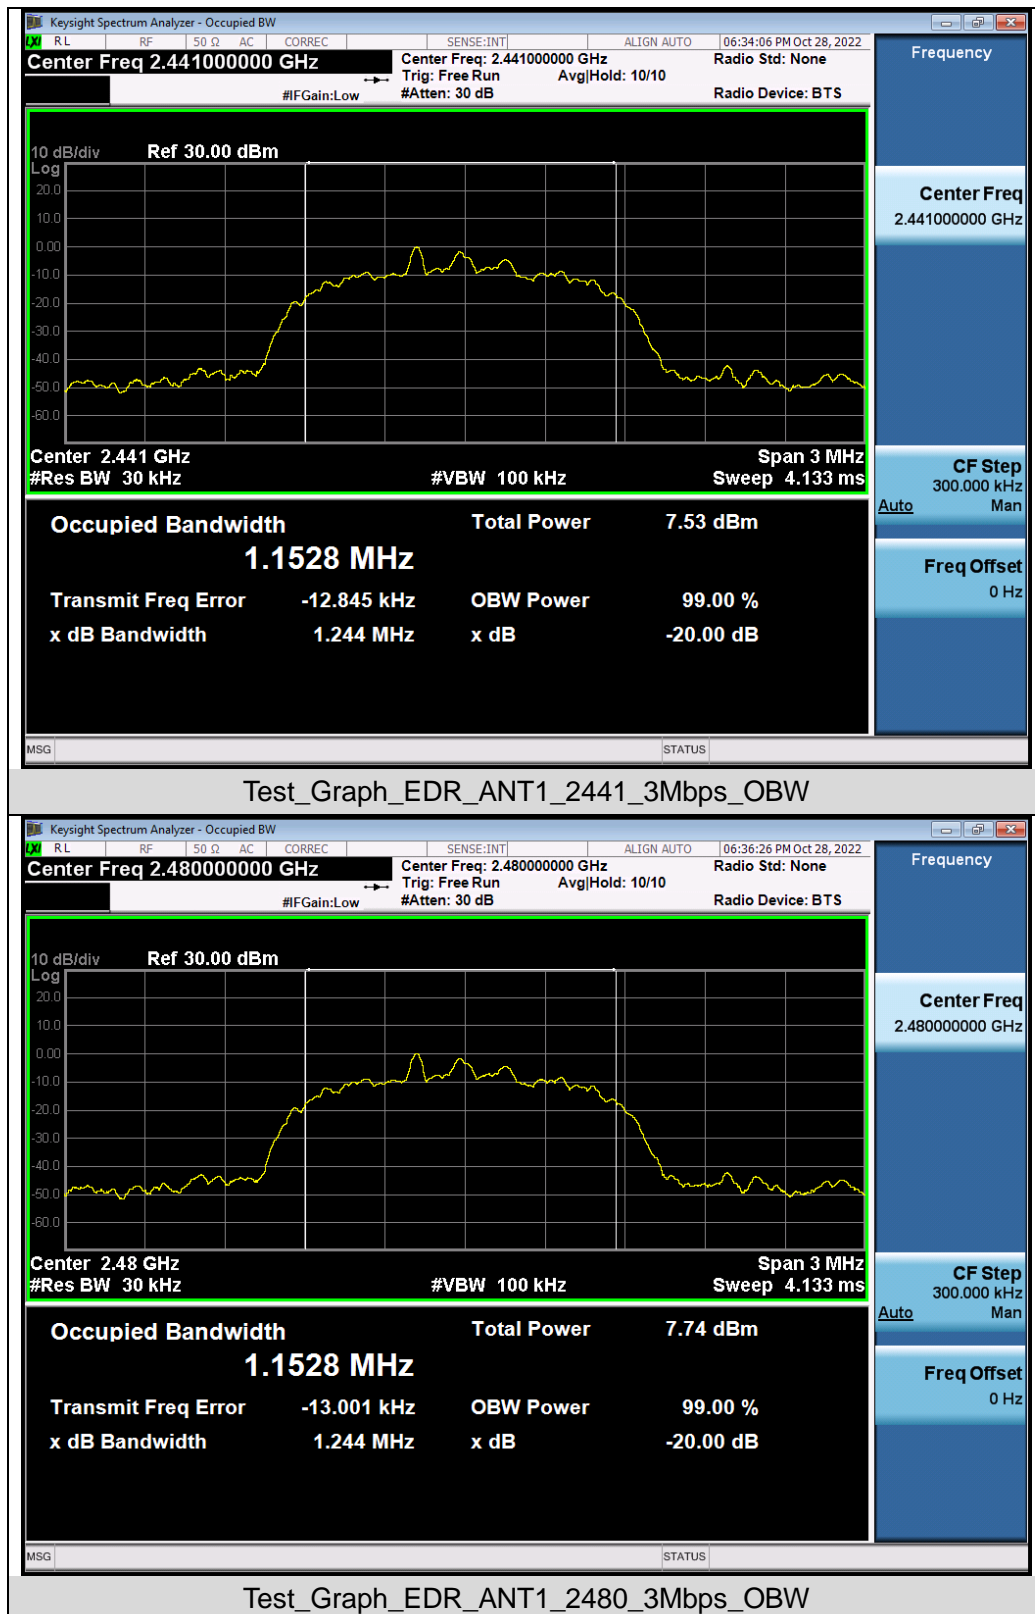 Keysight Spectrum Analyzer - Occupied BW
LXI RL RF 50 Ω AC CORREC SENSE:INT ALIGN AUTO 06:34:06 PM Oct 28, 2022
Center Freq 2.441000000 GHz
Center Freq: 2.441000000 GHz
Radio Std: None
Trig: Free Run Avg|Hold: 10/10
#IFGain:Low
#Atten: 30 dB
Radio Device: BTS
Frequency
10 dB/div Ref 30.00 dBm
Log
20.0
10.0
0.00
-10.0
-20.0
-30.0
-40.0
-50.0
-60.0
Center Freq
2.441000000 GHz
Center 2.441 GHz Span 3 MHz
#Res BW 30 kHz #VBW 100 kHz Sweep 4.133 ms
CF Step
300.000 kHz
Auto Man
Freq Offset
0 Hz
Occupied Bandwidth Total Power 7.53 dBm
1.1528 MHz
Transmit Freq Error -12.845 kHz OBW Power 99.00 %
x dB Bandwidth 1.244 MHz x dB -20.00 dB
MSG STATUS
Test_Graph_EDR_ANT1_2441_3Mbps_OBW
Keysight Spectrum Analyzer - Occupied BW
LXI RL RF 50 Ω AC CORREC SENSE:INT ALIGN AUTO 06:36:26 PM Oct 28, 2022
Center Freq 2.480000000 GHz
Center Freq: 2.480000000 GHz
Radio Std: None
Trig: Free Run Avg|Hold: 10/10
#IFGain:Low
#Atten: 30 dB
Radio Device: BTS
Frequency
10 dB/div Ref 30.00 dBm
Log
20.0
10.0
0.00
-10.0
-20.0
-30.0
-40.0
-50.0
-60.0
Center Freq
2.480000000 GHz
Center 2.48 GHz Span 3 MHz
#Res BW 30 kHz #VBW 100 kHz Sweep 4.133 ms
CF Step
300.000 kHz
Auto Man
Freq Offset
0 Hz
Occupied Bandwidth Total Power 7.74 dBm
1.1528 MHz
Transmit Freq Error -13.001 kHz OBW Power 99.00 %
x dB Bandwidth 1.244 MHz x dB -20.00 dB
MSG STATUS
Test_Graph_EDR_ANT1_2480_3Mbps_OBW